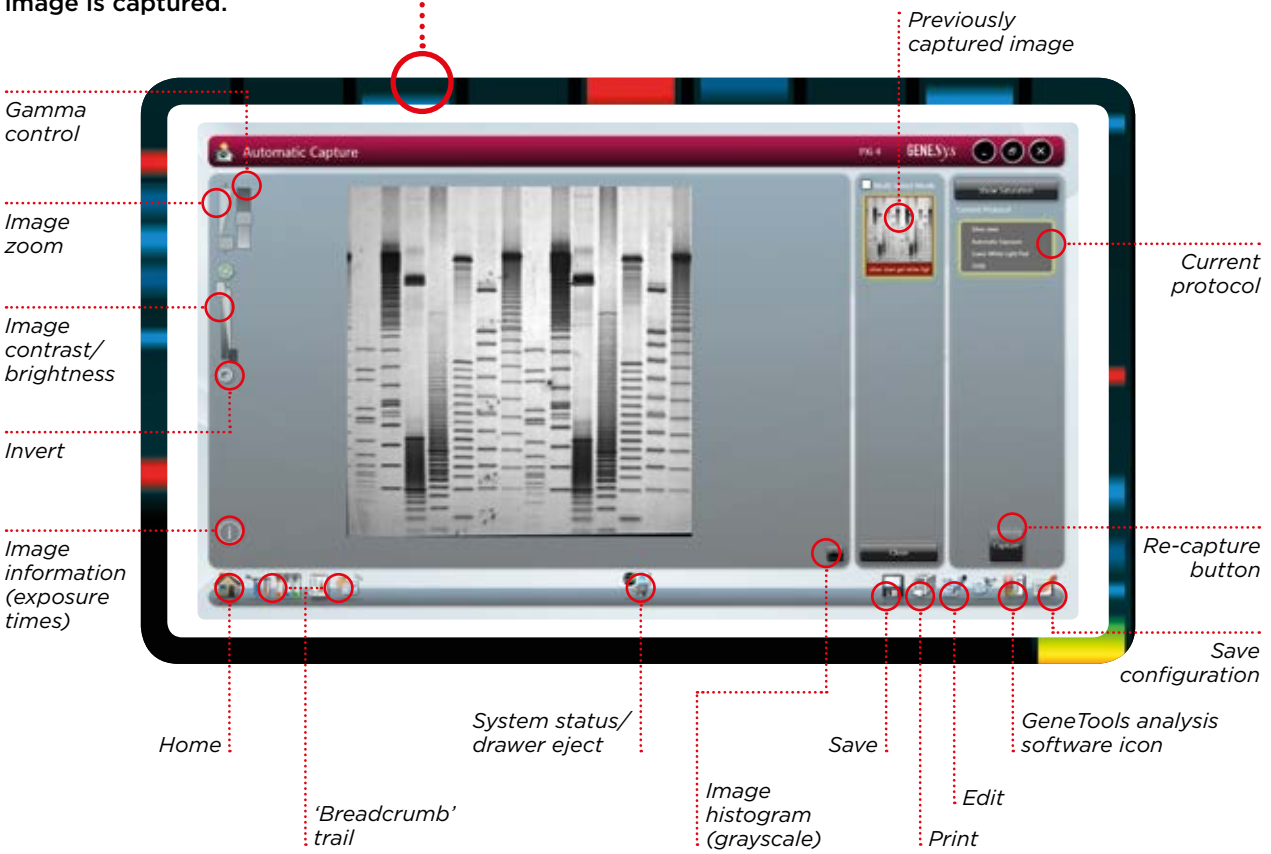 image is captured.
Previously
captured image
Gamma
control
Automatic Capture
GENESys
Show Saturation
Image
zoom
Current
protocol
Image
contrast/
brightness
Invert
Image
information
(exposure
times)
Clear
Capture
Re-capture
button
Save
configuration
Home
System status/
drawer eject
Save
GeneTools analysis
software icon
'Breadcrumb'
trail
Image
histogram
(grayscale)
Edit
Print